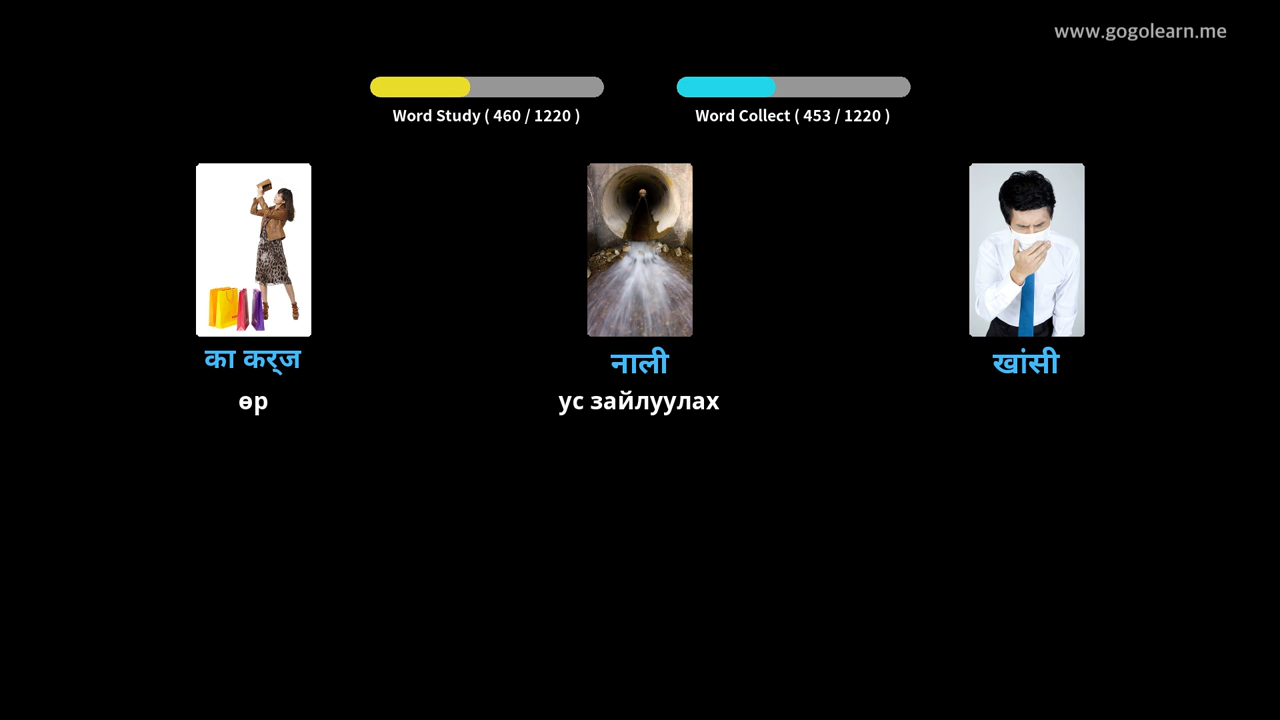 www.gogolearn.me
Word Study ( 460 / 1220 )
Word Collect ( 453 / 1220 )
का कर्ज
नाली
खांसी
өр
ус зайлуулах